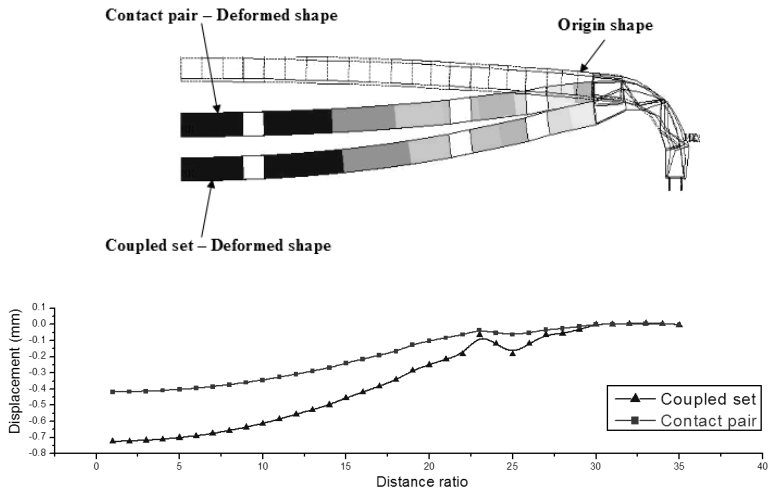 Contact pair – Deformed shape
Origin shape
Coupled set – Deformed shape
Displacement (mm)
0.1
0.0
-0.1
-0.2
-0.3
-0.4
-0.5
-0.6
-0.7
-0.8
Coupled set
Contact pair
0 5 10 15 20 25 30 35 40
Distance ratio